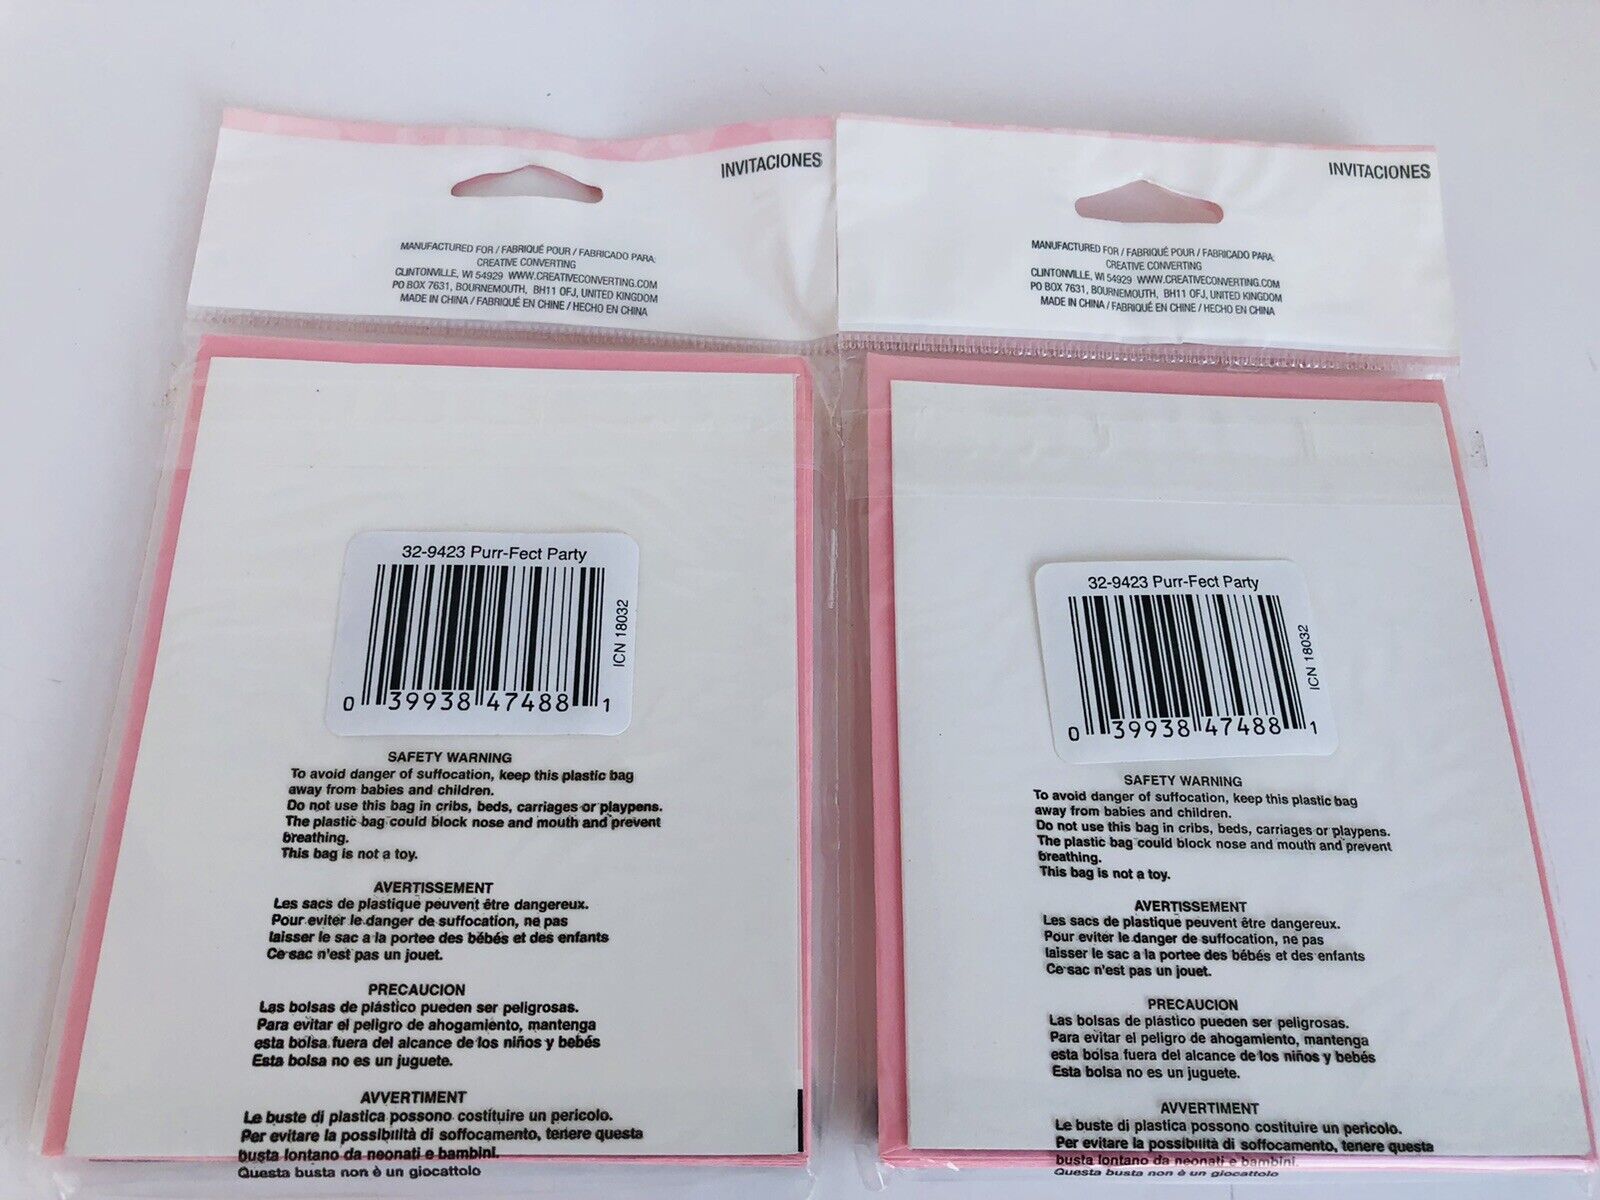 INVITACIONES
MANUFACTURED FOR / FABRIQUÉ POUR / FABRICADO PARA:
CREATIVE CONVERTING
CLINTONVILLE, WI 54929 WWW.CREATIVECONVERTING.COM
PO BOX 7631, BOURNEMOUTH, BH11 OFJ, UNITED KINGDOM
MADE IN CHINA / FABRIQUÉ EN CHINE / HECHO EN CHINA
32-9423 Purr-Fect Party
ICN 18032
0 39938 47488 1
SAFETY WARNING
To avoid danger of suffocation, keep this plastic bag
away from babies and children.
Do not use this bag in cribs, beds, carriages or playpens.
The plastic bag could block nose and mouth and prevent
breathing.
This bag is not a toy.
AVERTISSEMENT
Les sacs de plastique peuvent être dangereux.
Pour eviter le danger de suffocation, ne pas
laisser le sac a la portee des bébés et des enfants
Ce sac n'est pas un jouet.
PRECAUCION
Las bolsas de plástico pueden ser peligrosas.
Para evitar el peligro de ahogamiento, mantenga
esta bolsa fuera del alcance de los niños y bebés
Esta bolsa no es un juguete.
AVVERTIMENT
Le buste di plastica possono costituire un pericolo.
Per evitare la possibilità di soffocamento, tenere questa
busta lontano da neonati e bambini.
Questa busta non è un giocattolo
INVITACIONES
MANUFACTURED FOR / FABRIQUÉ POUR / FABRICADO PARA:
CREATIVE CONVERTING
CLINTONVILLE, WI 54929 WWW.CREATIVECONVERTING.COM
PO BOX 7631, BOURNEMOUTH, BH11 OFJ, UNITED KINGDOM
MADE IN CHINA / FABRIQUÉ EN CHINE / HECHO EN CHINA
32-9423 Purr-Fect Party
ICN 18032
0 39938 47488 1
SAFETY WARNING
To avoid danger of suffocation, keep this plastic bag
away from babies and children.
Do not use this bag in cribs, beds, carriages or playpens.
The plastic bag could block nose and mouth and prevent
breathing.
This bag is not a toy.
AVERTISSEMENT
Les sacs de plastique peuvent être dangereux.
Pour eviter le danger de suffocation, ne pas
laisser le sac a la portee des bébés et des enfants
Ce sac n'est pas un jouet.
PRECAUCION
Las bolsas de plástico pueden ser peligrosas.
Para evitar el peligro de ahogamiento, mantenga
esta bolsa fuera del alcance de los niños y bebés
Esta bolsa no es un juguete.
AVVERTIMENT
Le buste di plastica possono costituire un pericolo.
Per evitare la possibilità di soffocamento, tenere questa
busta lontano da neonati e bambini.
Questa busta non è un giocattolo